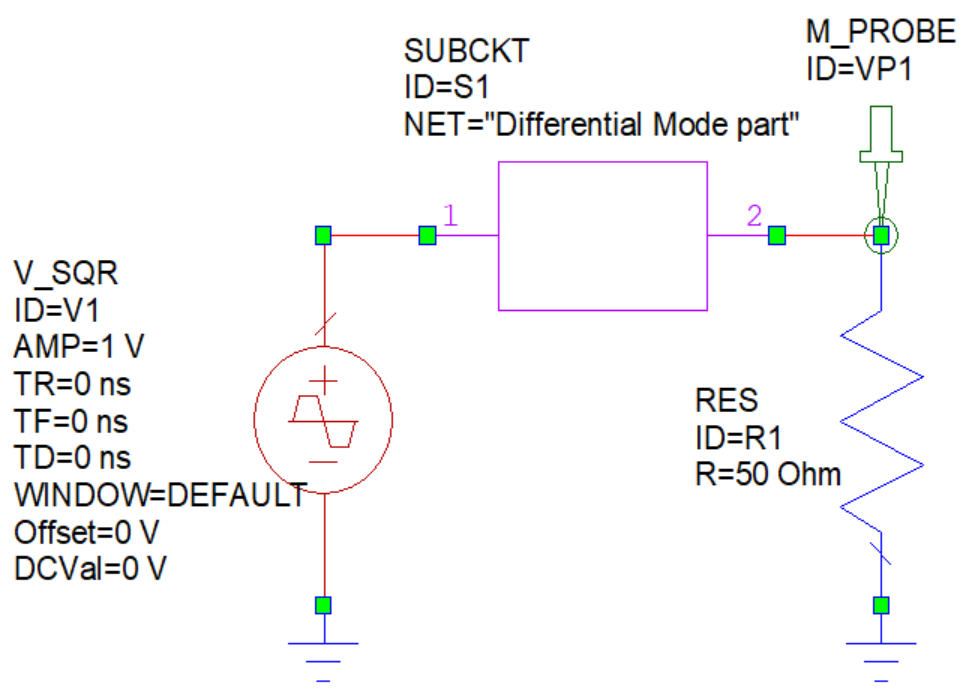 SUBCKT
ID=S1
NET="Differential Mode part"
M_PROBE
ID=VP1
1
2
V_SQR
ID=V1
AMP=1 V
TR=0 ns
TF=0 ns
TD=0 ns
WINDOW=DEFAULT
Offset=0 V
DCVal=0 V
RES
ID=R1
R=50 Ohm